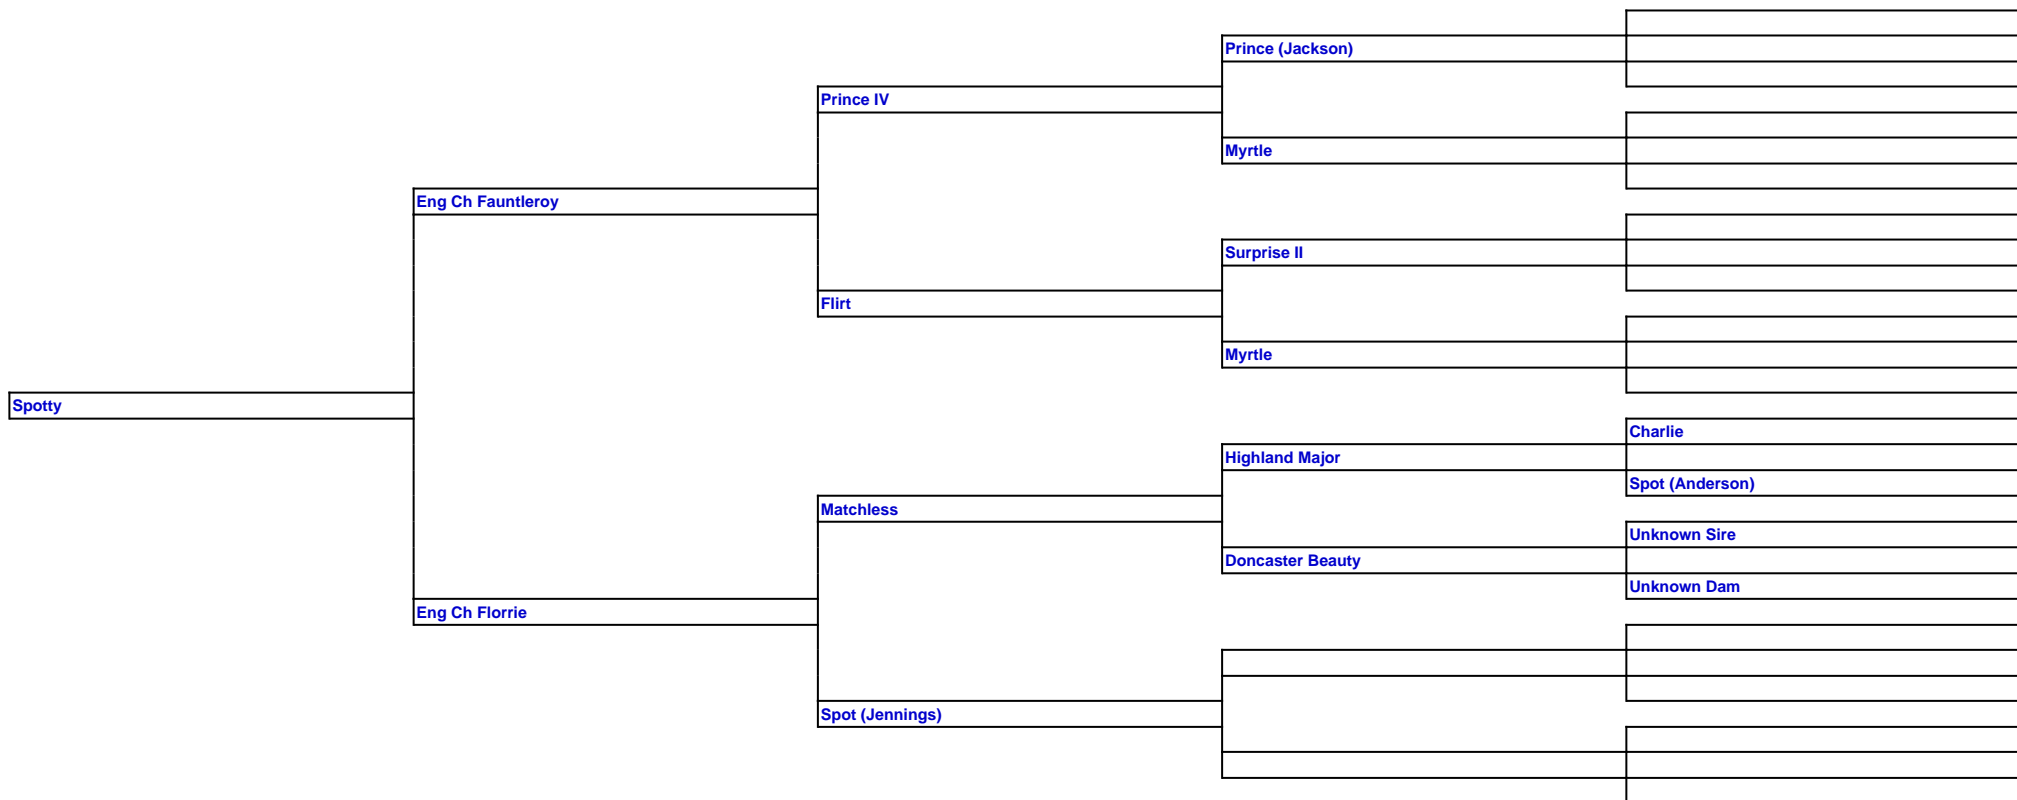 Prince (Jackson)
Prince IV
Myrtle
Eng Ch Fauntleroy
Surprise II
Flirt
Myrtle
Spotty
Charlie
Highland Major
Spot (Anderson)
Matchless
Unknown Sire
Doncaster Beauty
Unknown Dam
Eng Ch Florrie
Spot (Jennings)